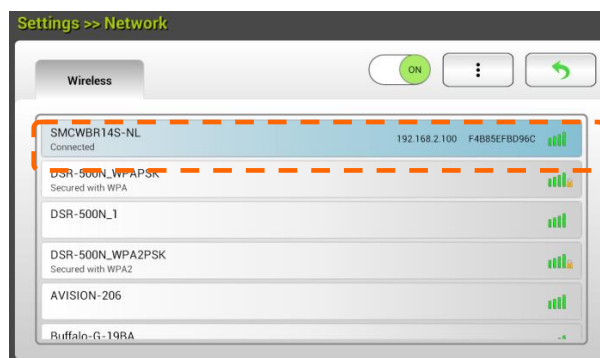 Settings >> Network
ON
Wireless
SMCWBR14S-NL 192.168.2.100 F4B85EFBD96C
Connected
DSR-500N_WPAPSK
Secured with WPA
DSR-500N_1
DSR-500N_WPA2PSK
Secured with WPA2
AVISION-206
Buffalo-G-19BA